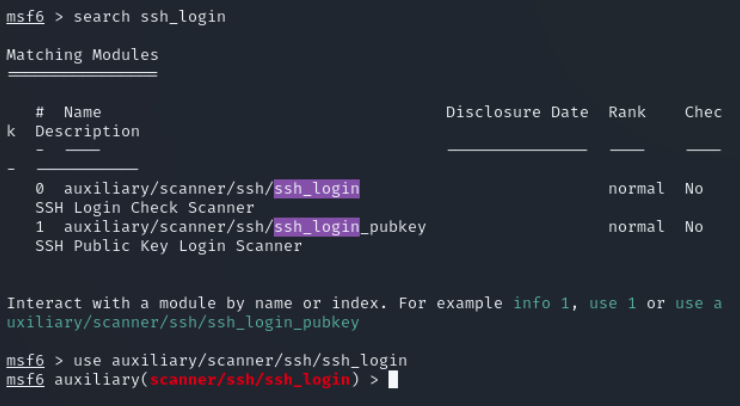 msf6 > search ssh_login
Matching Modules
================
# Name Disclosure Date Rank Chec
k Description
- ---- --------------- ---- ----
- -----------
0 auxiliary/scanner/ssh/ssh_login normal No
SSH Login Check Scanner
1 auxiliary/scanner/ssh/ssh_login_pubkey normal No
SSH Public Key Login Scanner
Interact with a module by name or index. For example info 1, use 1 or use a
uxiliary/scanner/ssh/ssh_login_pubkey
msf6 > use auxiliary/scanner/ssh/ssh_login
msf6 auxiliary(scanner/ssh/ssh_login) >